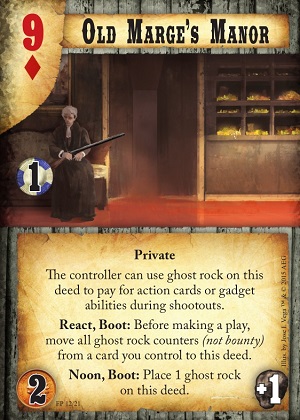 9
OLD MARGE'S MANOR
1
Private
The controller can use ghost rock on this
deed to pay for action cards or gadget
abilities during shootouts.
React, Boot: Before making a play,
move all ghost rock counters (not bounty)
from a card you control to this deed.
Noon, Boot: Place 1 ghost rock
on this deed.
2
FP 12/21
+1
Illus. by Jose J. Vega ™ & © 2015 AEG